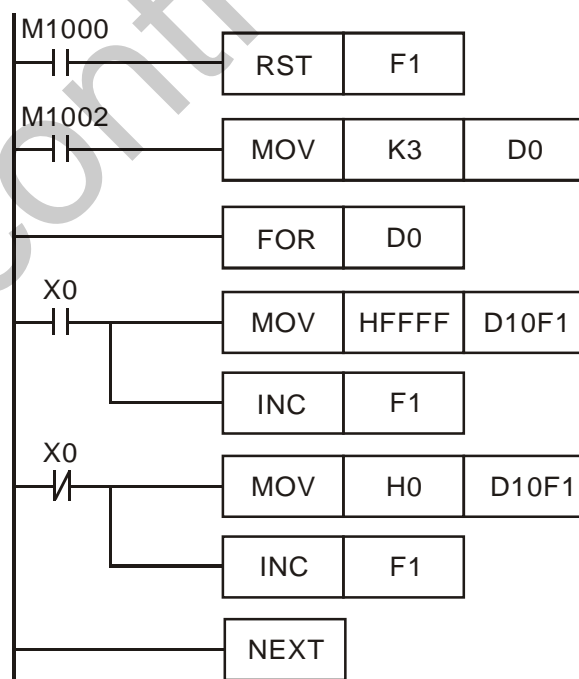 M1000
RST F1
M1002
MOV K3 D0
FOR D0
X0
MOV HFFFF D10F1
INC F1
X0
MOV H0 D10F1
INC F1
NEXT